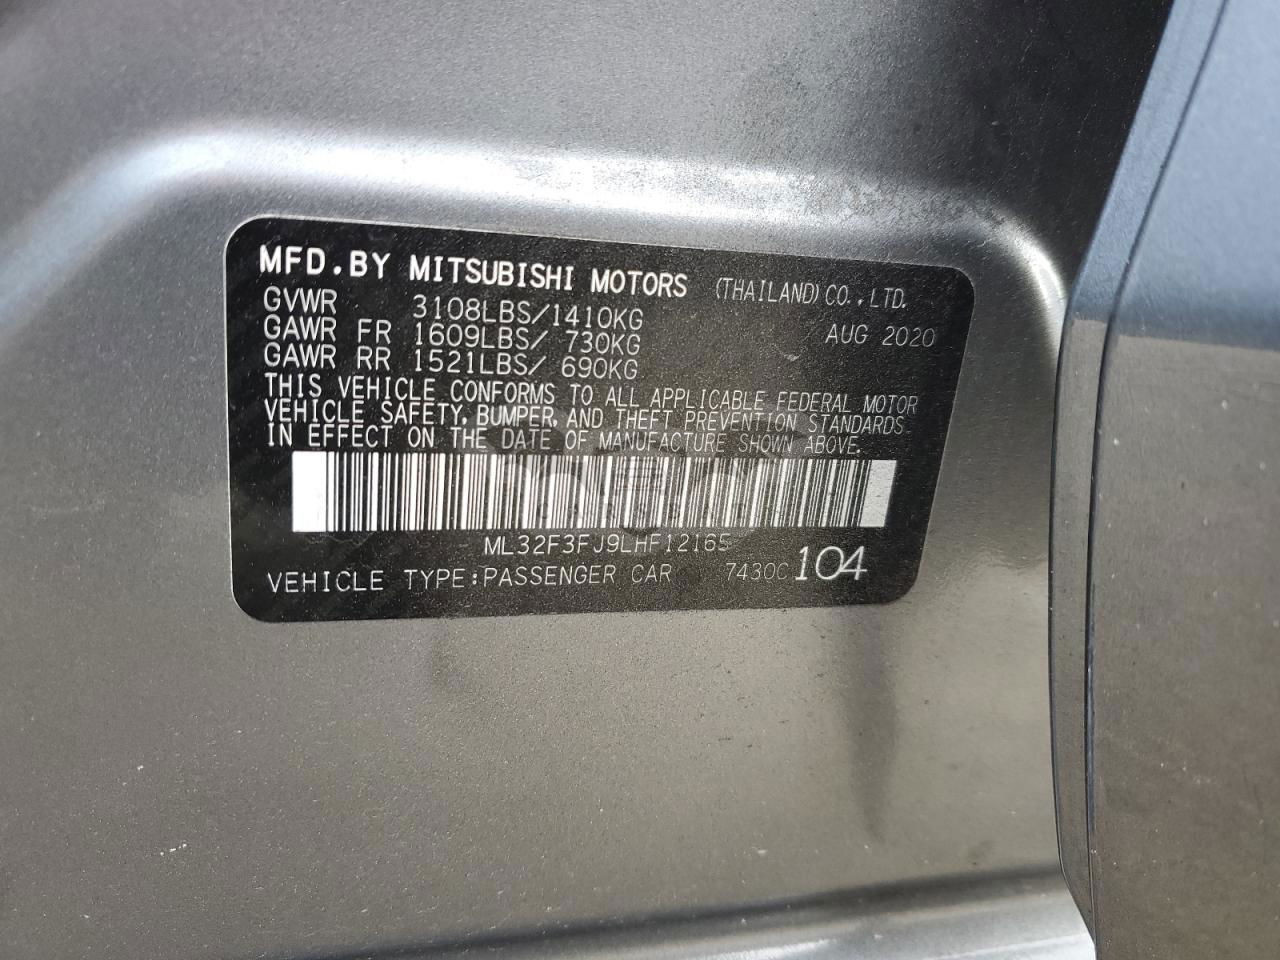 MFD.BY MITSUBISHI MOTORS (THAILAND)CO.,LTD.
GVWR 3108LBS/1410KG AUG 2020
GAWR FR 1609LBS/ 730KG
GAWR RR 1521LBS/ 690KG
THIS VEHICLE CONFORMS TO ALL APPLICABLE FEDERAL MOTOR
VEHICLE SAFETY, BUMPER, AND THEFT PREVENTION STANDARDS
IN EFFECT ON THE DATE OF MANUFACTURE SHOWN ABOVE.
ML32F3FJ9LHF12165
VEHICLE TYPE:PASSENGER CAR 7430C 104